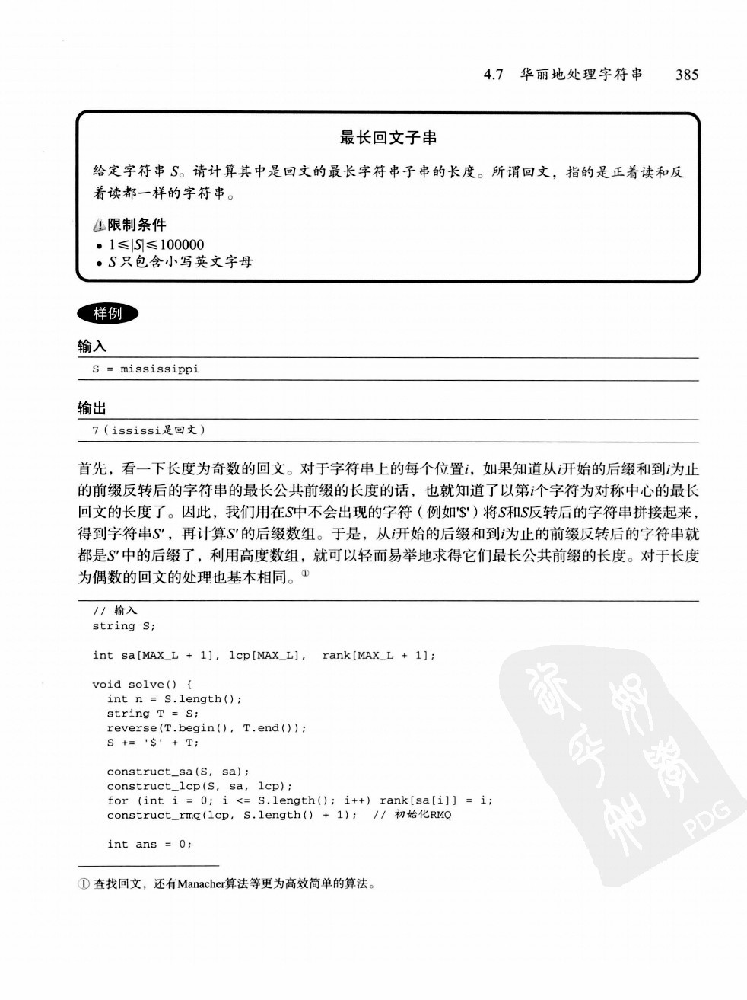 4.7 华丽地处理字符串 385
最长回文子串
给定字符串 S。请计算其中是回文的最长字符串子串的长度。所谓回文，指的是正着读和反
着读都一样的字符串。
限制条件
• 1≤|S|≤100000
• S只包含小写英文字母
样例
输入
S = mississippi
输出
7（ississi是回文）
首先，看一下长度为奇数的回文。对于字符串上的每个位置i，如果知道从i开始的后缀和到i为止
的前缀反转后的字符串的最长公共前缀的长度的话，也就知道了以第i个字符为对称中心的最长
回文的长度了。因此，我们用在S中不会出现的字符（例如'$'）将S和S反转后的字符串拼接起来，
得到字符串S′，再计算S′的后缀数组。于是，从i开始的后缀和到i为止的前缀反转后的字符串就
都是S′中的后缀了，利用高度数组，就可以轻而易举地求得它们最长公共前缀的长度。对于长度
为偶数的回文的处理也基本相同。①
// 输入
string S;
int sa[MAX_L + 1], lcp[MAX_L], rank[MAX_L + 1];
void solve() {
int n = S.length();
string T = S;
reverse(T.begin(), T.end());
S += '$' + T;
construct_sa(S, sa);
construct_lcp(S, sa, lcp);
for (int i = 0; i <= S.length(); i++) rank[sa[i]] = i;
construct_rmq(lcp, S.length() + 1); // 初始化RMQ
int ans = 0;
PDG
① 查找回文，还有Manacher算法等更为高效简单的算法。